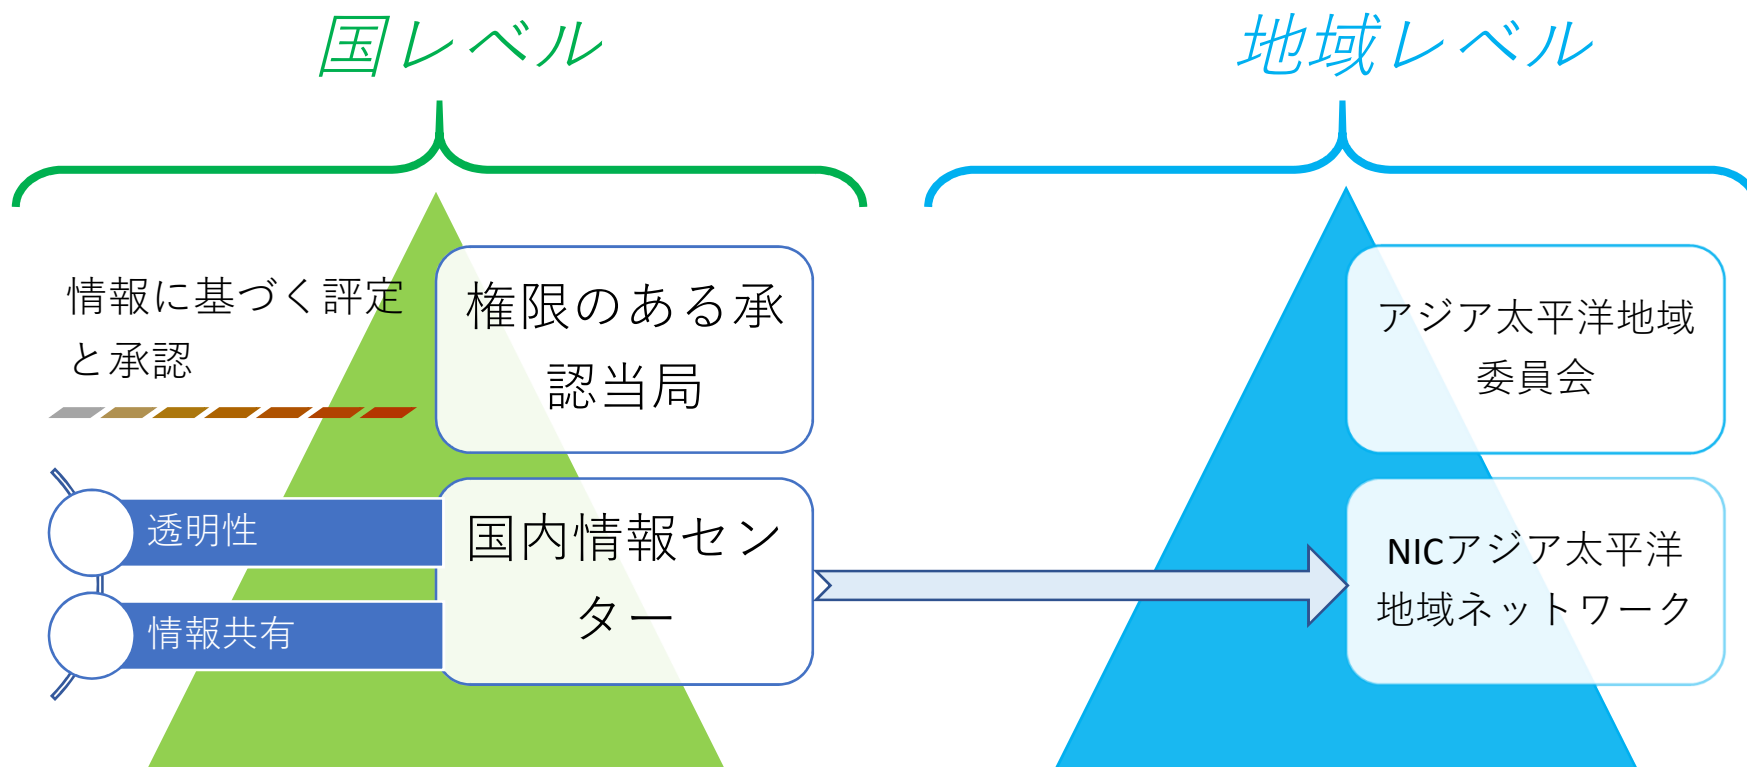 国レベル
地域レベル
情報に基づく評定
と承認
権限のある承
認当局
透明性
情報共有
国内情報セン
ター
アジア太平洋地域
委員会
NICアジア太平洋
地域ネットワーク